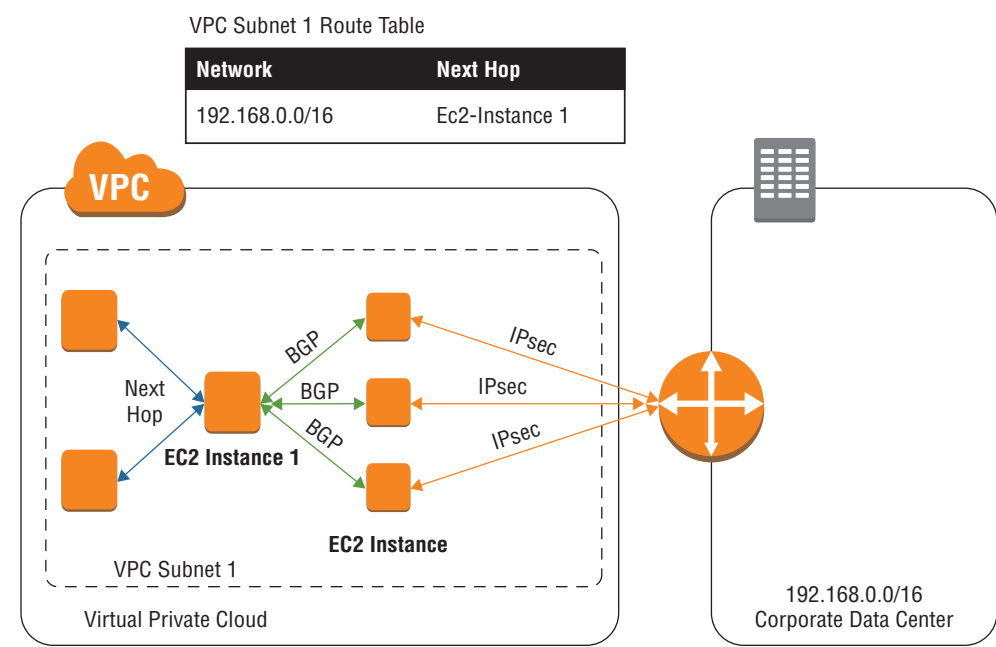 VPC Subnet 1 Route Table
Network Next Hop
192.168.0.0/16 Ec2-Instance 1
VPC
BGP
IPsec
Next
Hop
BGP
IPsec
BGP
IPsec
EC2 Instance 1
EC2 Instance
VPC Subnet 1
Virtual Private Cloud
192.168.0.0/16
Corporate Data Center